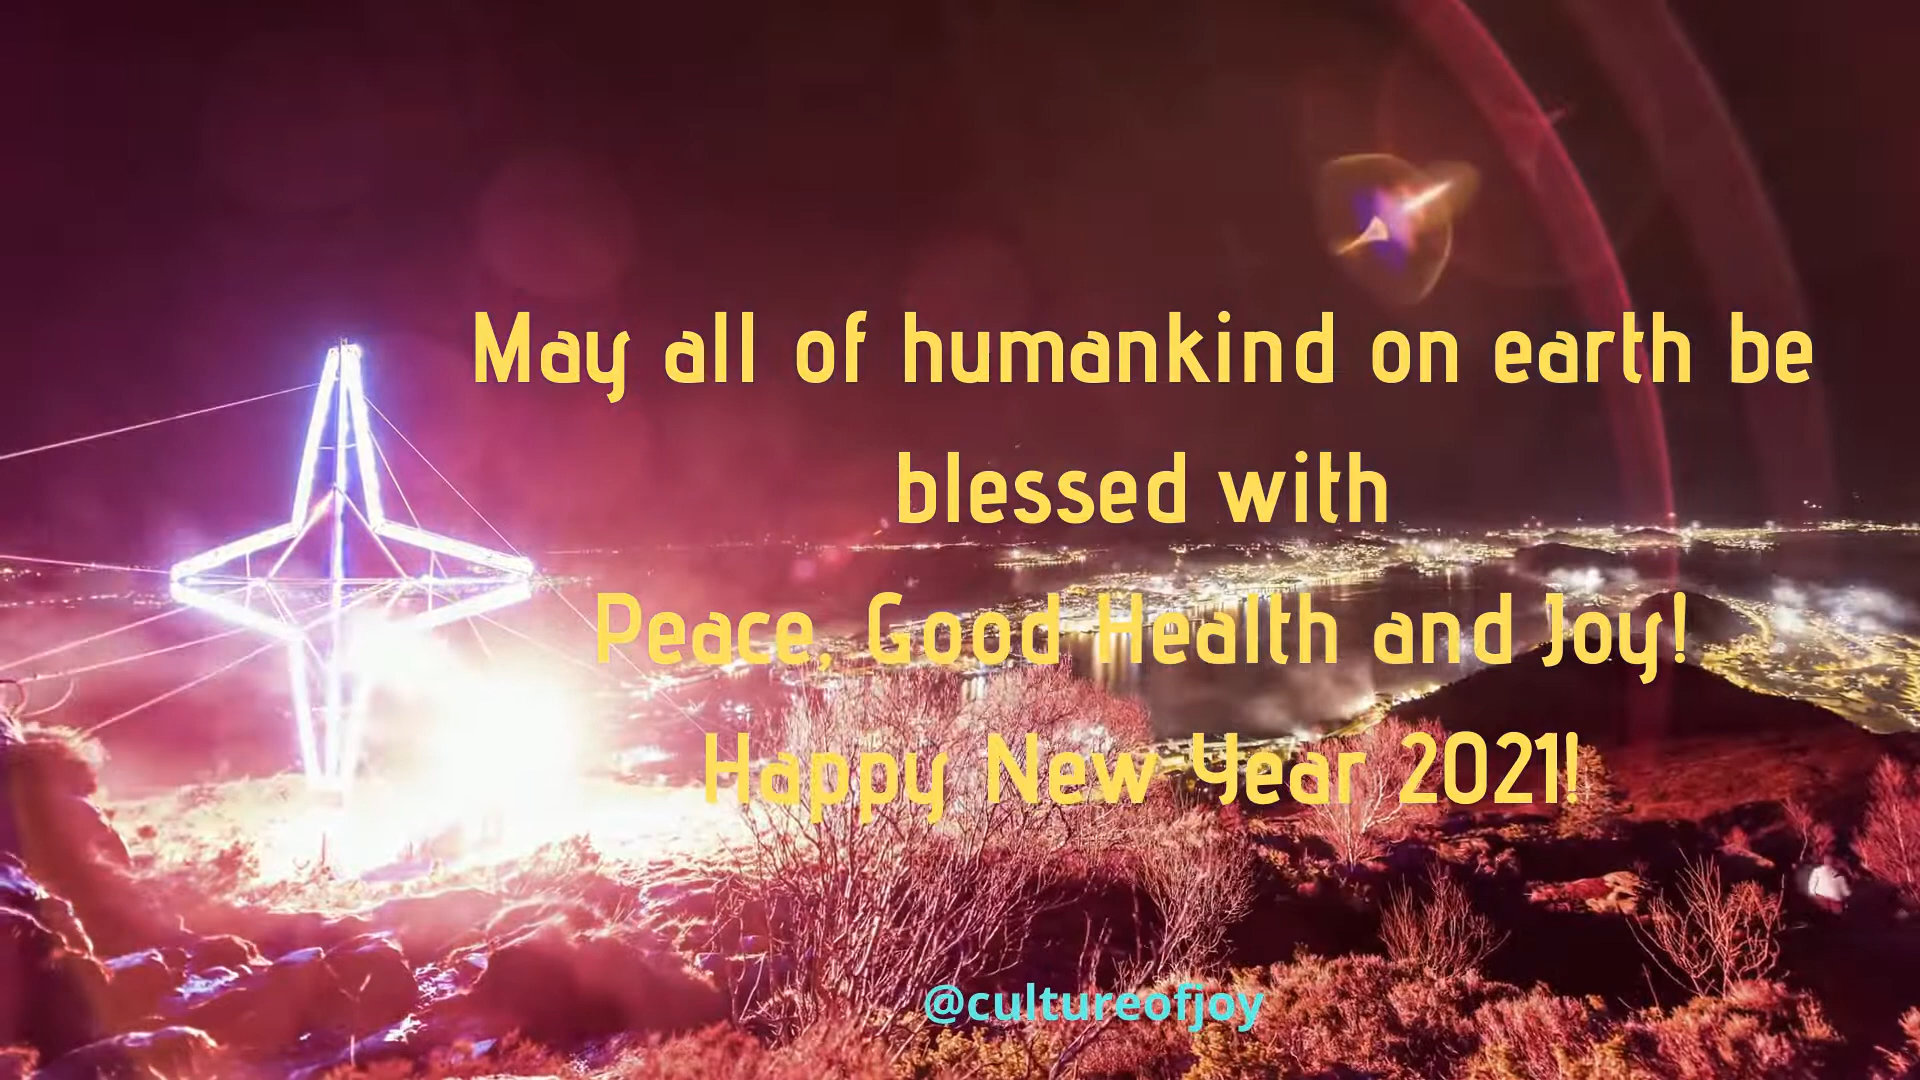 May all of humankind on earth be
blessed with
Peace, Good Health and Joy!
Happy New Year 2021!
@cultureofjoy